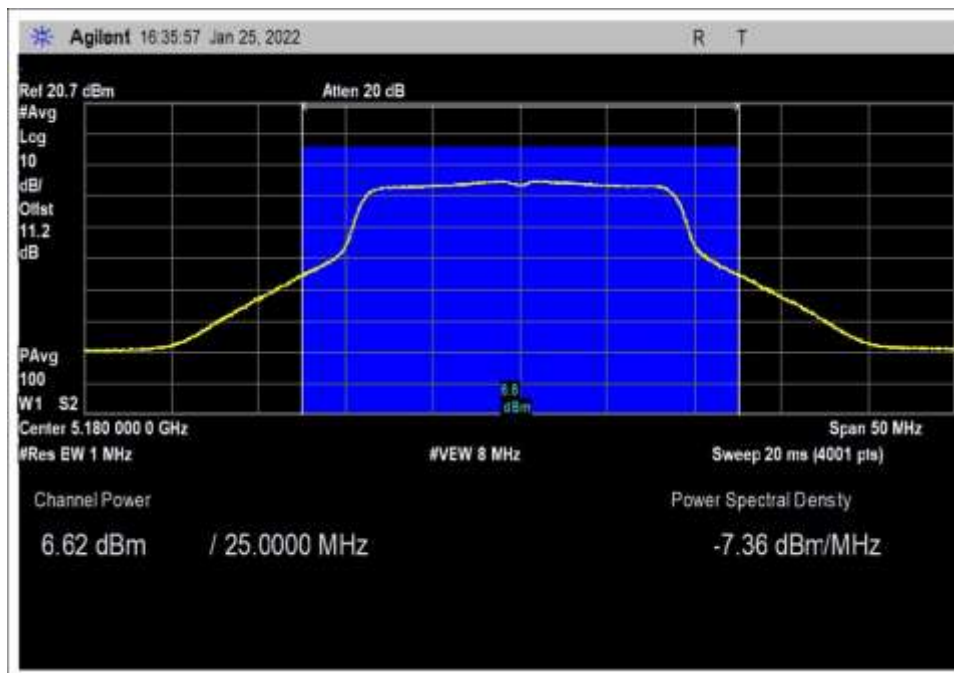 Agilent 16:35:57 Jan 25, 2022 R T
Ref 20.7 dBm Atten 20 dB
#Avg
Log
10
dB/
Offst
11.2
dB
PAvg
100
W1 S2
6.6
dBm
Center 5.180 000 0 GHz Span 50 MHz
#Res BW 1 MHz #VBW 8 MHz Sweep 20 ms (4001 pts)
Channel Power Power Spectral Density
6.62 dBm / 25.0000 MHz -7.36 dBm/MHz